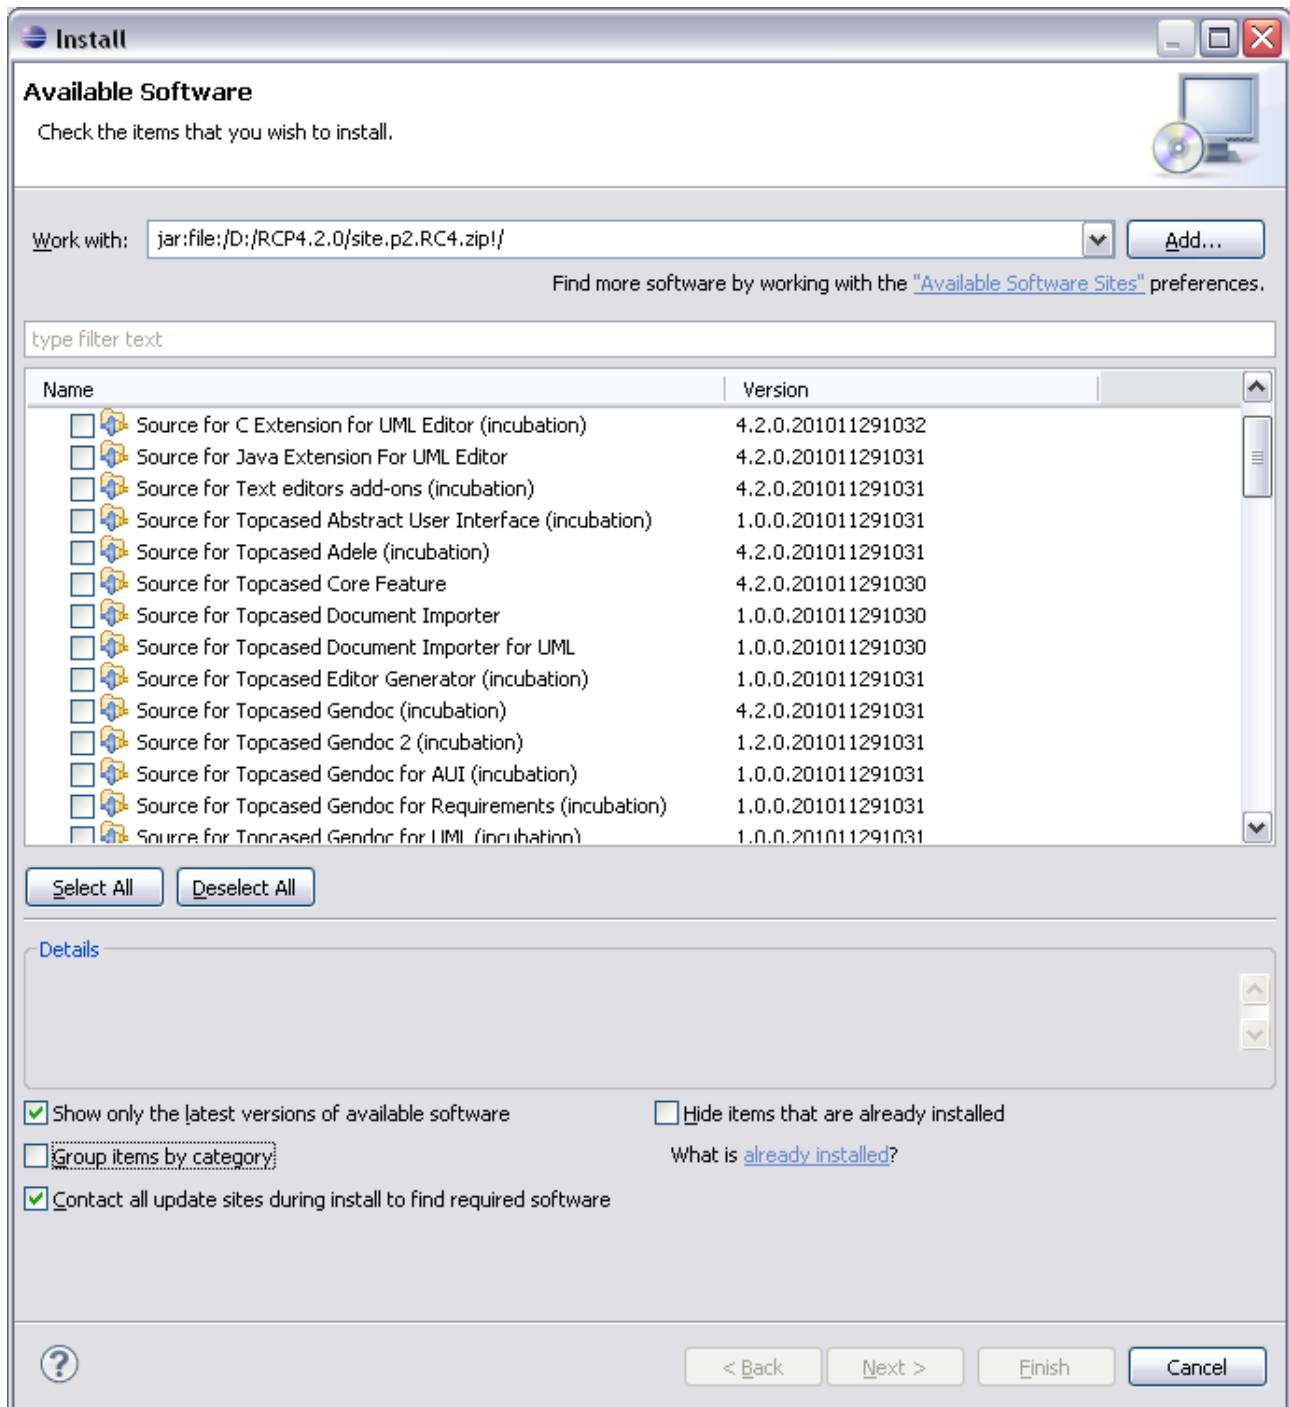 Install
Available Software
Check the items that you wish to install.
Work with: jar:file:/D:/RCP4.2.0/site.p2.RC4.zip!/ Add...
Find more software by working with the "Available Software Sites" preferences.
type filter text
Name Version
Source for C Extension for UML Editor (incubation) 4.2.0.201011291032
Source for Java Extension For UML Editor 4.2.0.201011291031
Source for Text editors add-ons (incubation) 4.2.0.201011291031
Source for Topcased Abstract User Interface (incubation) 1.0.0.201011291031
Source for Topcased Adele (incubation) 4.2.0.201011291031
Source for Topcased Core Feature 4.2.0.201011291030
Source for Topcased Document Importer 1.0.0.201011291030
Source for Topcased Document Importer for UML 1.0.0.201011291030
Source for Topcased Editor Generator (incubation) 1.0.0.201011291031
Source for Topcased Gendoc (incubation) 4.2.0.201011291031
Source for Topcased Gendoc 2 (incubation) 1.2.0.201011291031
Source for Topcased Gendoc for AUI (incubation) 1.0.0.201011291031
Source for Topcased Gendoc for Requirements (incubation) 1.0.0.201011291031
Source for Topcased Gendoc for UML (incubation) 1.0.0.201011291031
Select All Deselect All
Details
Show only the latest versions of available software Hide items that are already installed
Group items by category What is already installed?
Contact all update sites during install to find required software
? < Back Next > Finish Cancel